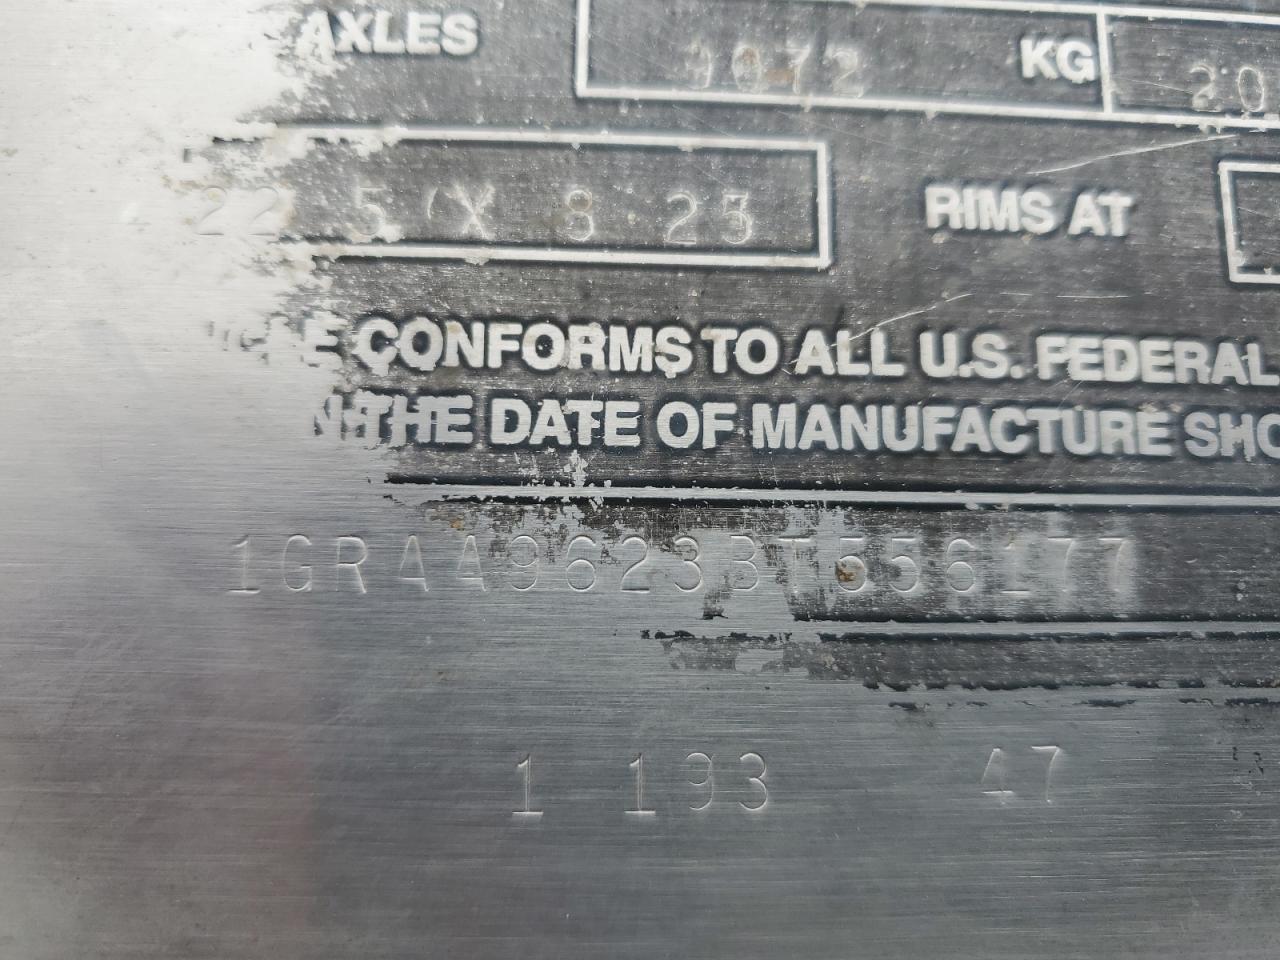 AXLES 9072 KG 20
22 5 X 8 25 RIMS AT
E CONFORMS TO ALL U.S. FEDERAL
N THE DATE OF MANUFACTURE SHO
1GRAA9623BT556177
1 193 47